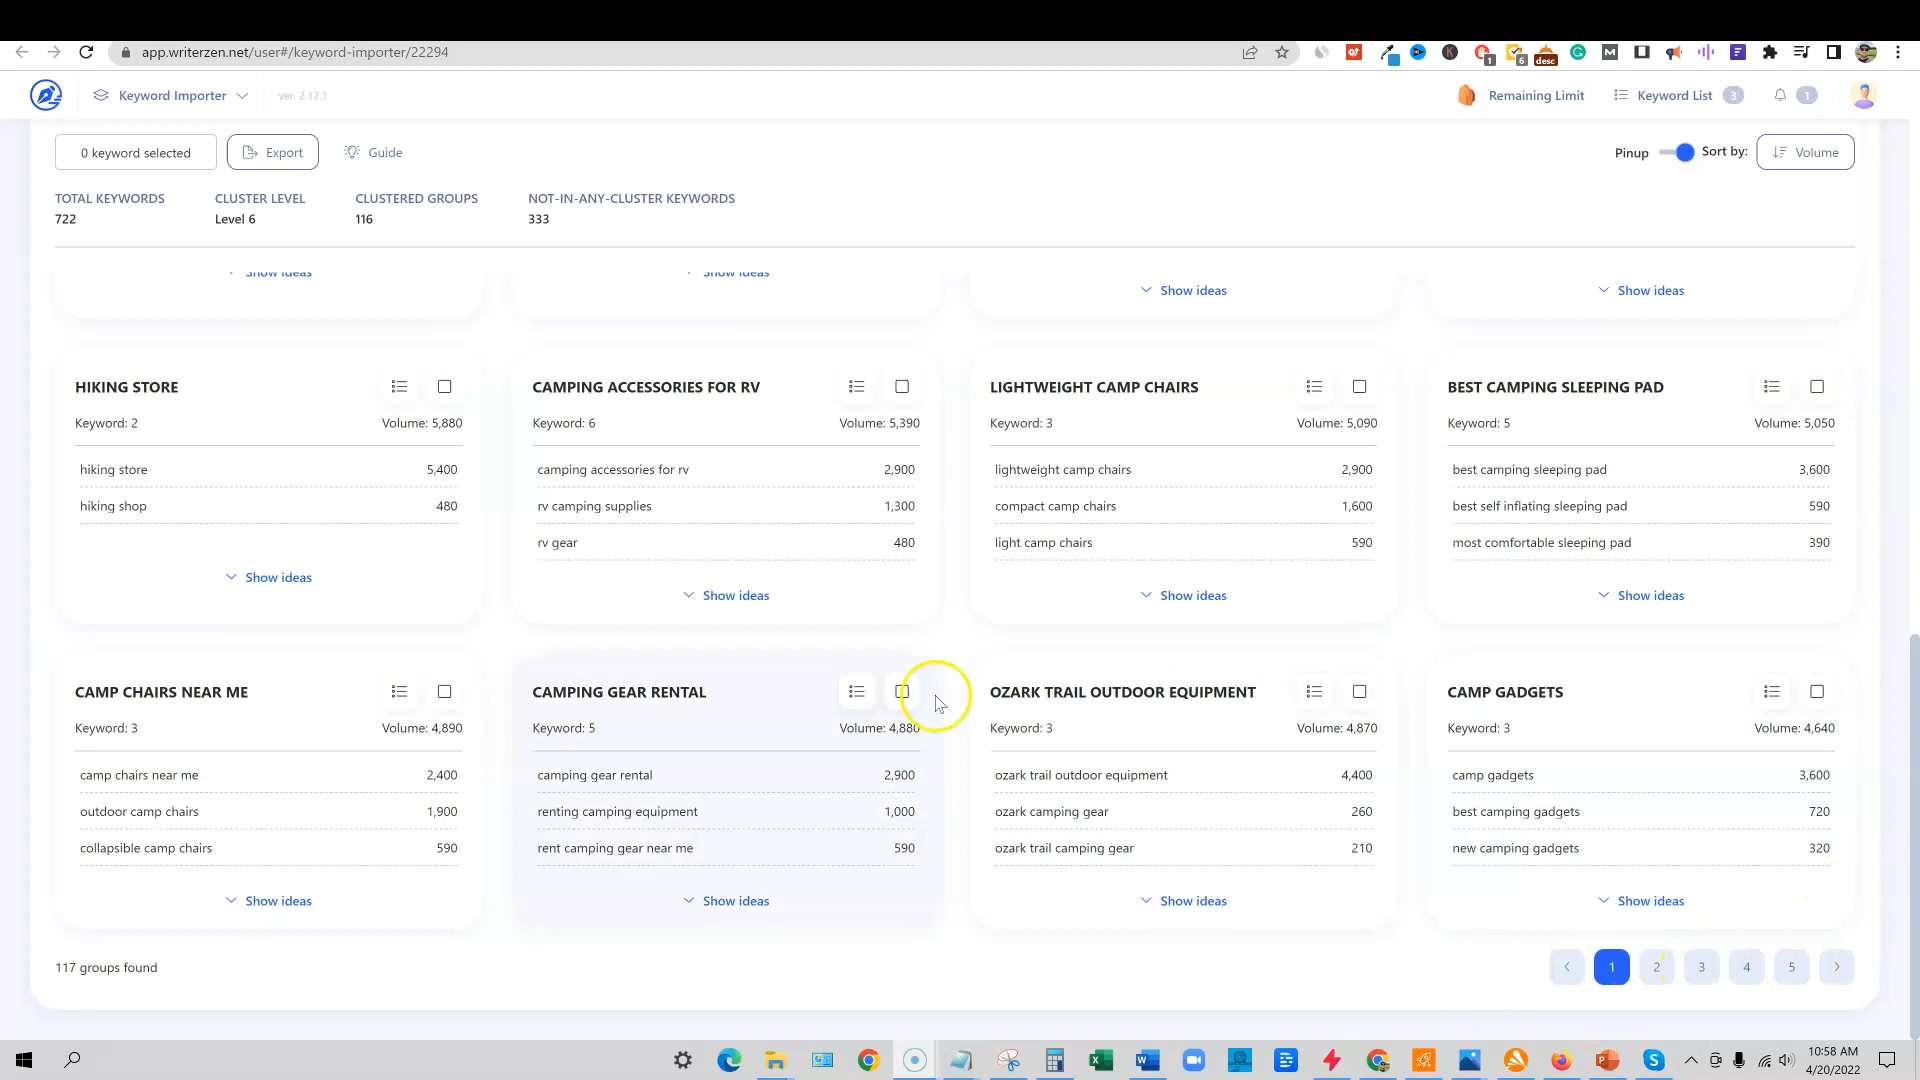 app.writerzen.net/user#/keyword-importer/22294
1
6
desc
Keyword Importer
ver. 2.12.1
Remaining Limit
Keyword List 3
1
0 keyword selected
Export
Guide
Pinup
Sort by:
Volume
TOTAL KEYWORDS
722
CLUSTER LEVEL
Level 6
CLUSTERED GROUPS
116
NOT-IN-ANY-CLUSTER KEYWORDS
333
Show ideas
Show ideas
Show ideas
Show ideas
HIKING STORE
Keyword: 2
Volume: 5,880
hiking store 5,400
hiking shop 480
Show ideas
CAMPING ACCESSORIES FOR RV
Keyword: 6
Volume: 5,390
camping accessories for rv 2,900
rv camping supplies 1,300
rv gear 480
Show ideas
LIGHTWEIGHT CAMP CHAIRS
Keyword: 3
Volume: 5,090
lightweight camp chairs 2,900
compact camp chairs 1,600
light camp chairs 590
Show ideas
BEST CAMPING SLEEPING PAD
Keyword: 5
Volume: 5,050
best camping sleeping pad 3,600
best self inflating sleeping pad 590
most comfortable sleeping pad 390
Show ideas
CAMP CHAIRS NEAR ME
Keyword: 3
Volume: 4,890
camp chairs near me 2,400
outdoor camp chairs 1,900
collapsible camp chairs 590
Show ideas
CAMPING GEAR RENTAL
Keyword: 5
Volume: 4,880
camping gear rental 2,900
renting camping equipment 1,000
rent camping gear near me 590
Show ideas
OZARK TRAIL OUTDOOR EQUIPMENT
Keyword: 3
Volume: 4,870
ozark trail outdoor equipment 4,400
ozark camping gear 260
ozark trail camping gear 210
Show ideas
CAMP GADGETS
Keyword: 3
Volume: 4,640
camp gadgets 3,600
best camping gadgets 720
new camping gadgets 320
Show ideas
117 groups found
1 2 3 4 5
10:58 AM
4/20/2022